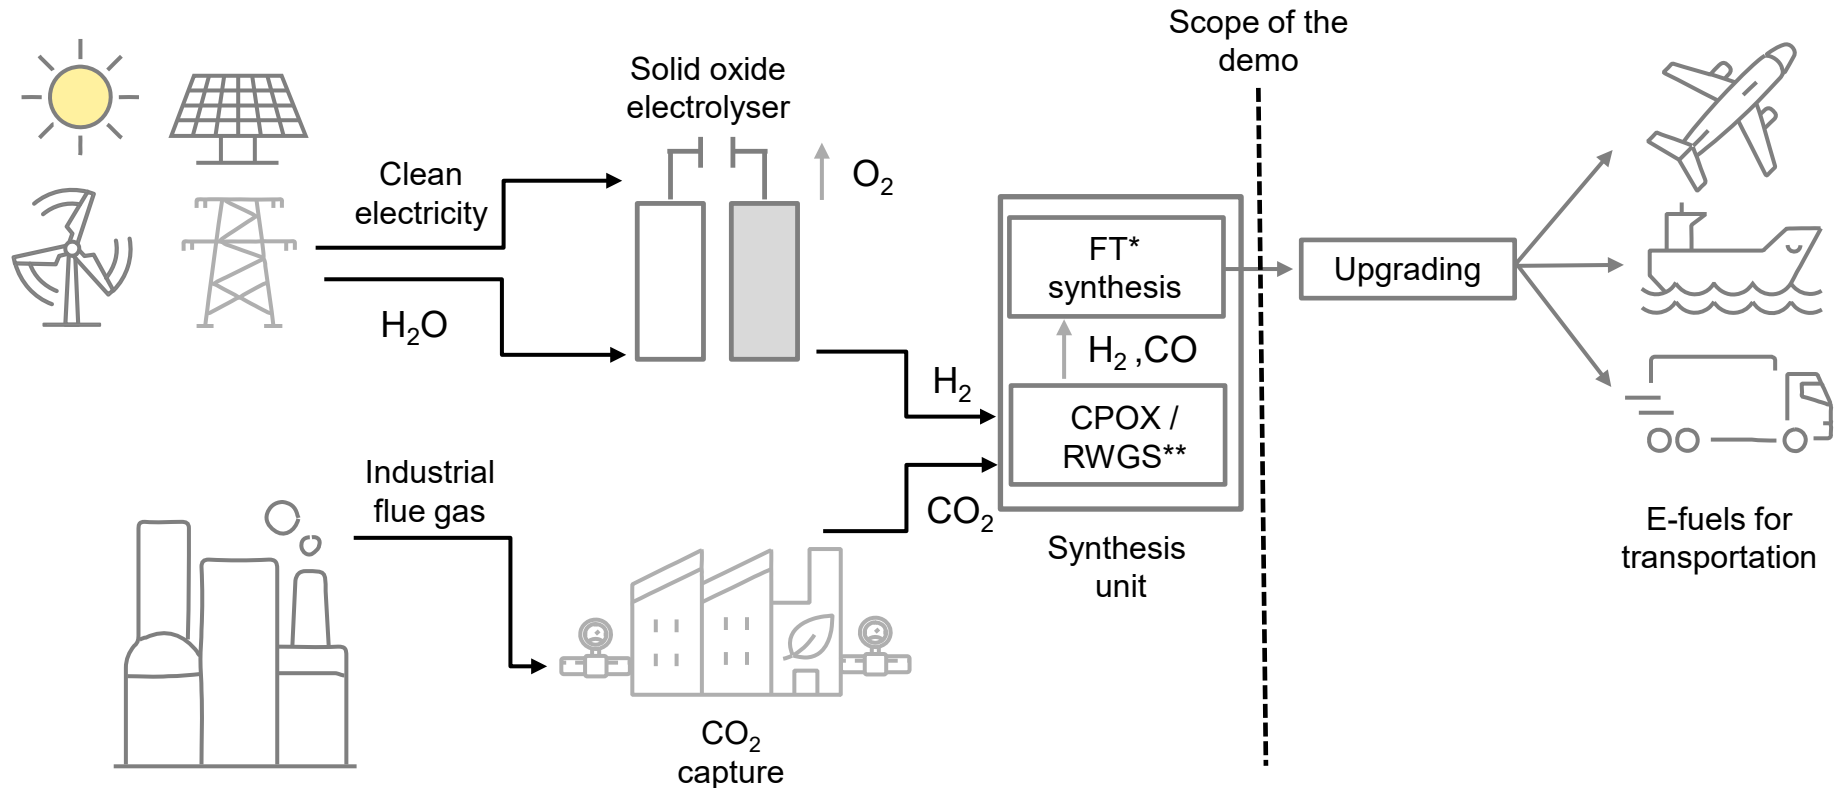 Scope of the
demo
Solid oxide
electrolyser
O₂
Clean
electricity
H₂O
FT*
synthesis
Upgrading
H₂ ,CO
H₂
CPOX /
RWGS**
Industrial
flue gas
CO₂
Synthesis
unit
E-fuels for
transportation
CO₂
capture